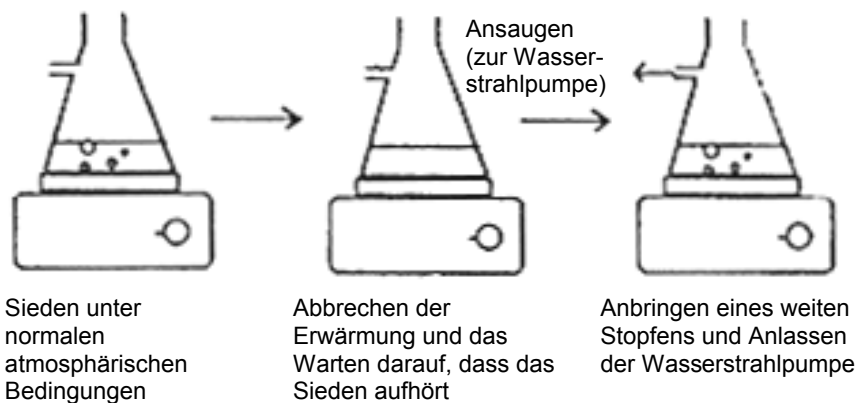 Ansaugen
(zur Wasser-
strahlpumpe)
Sieden unter
normalen
atmosphärischen
Bedingungen
Abbrechen der
Erwärmung und das
Warten darauf, dass das
Sieden aufhört
Anbringen eines weiten
Stopfens und Anlassen
der Wasserstrahlpumpe